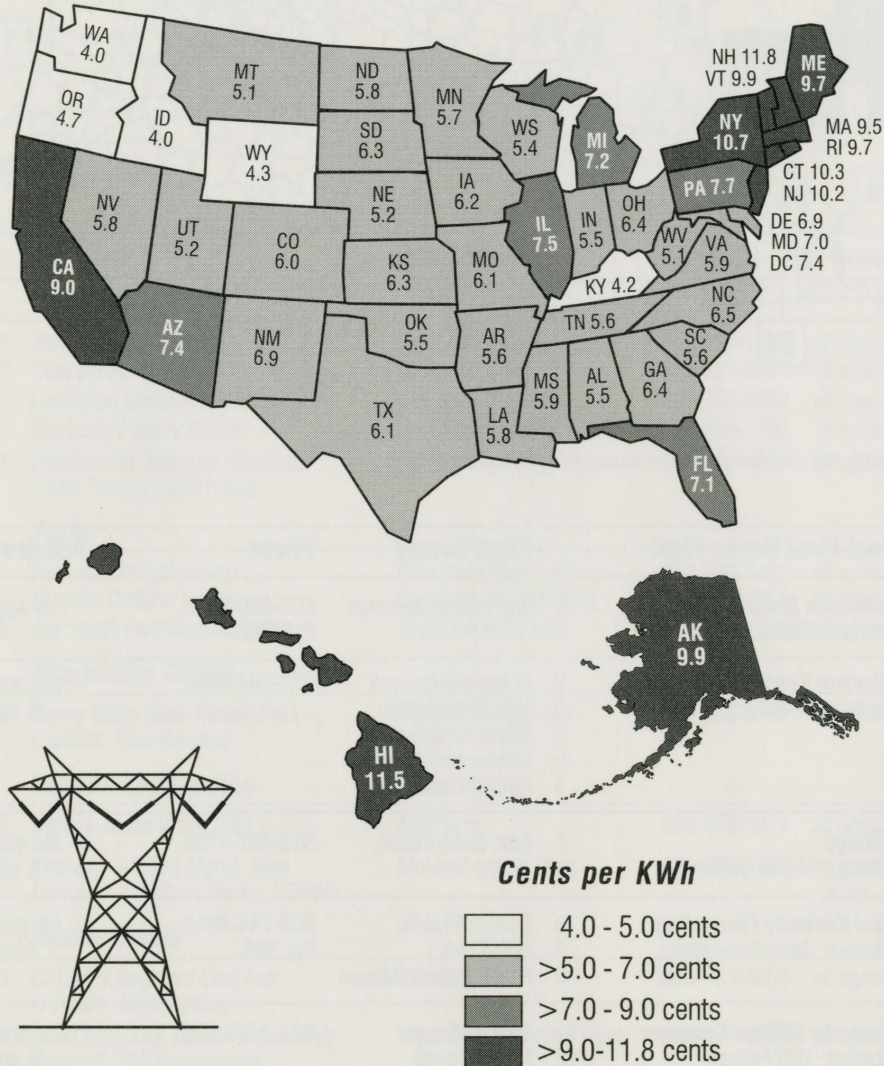 WA
4.0
OR
4.7
ID
4.0
MT
5.1
WY
4.3
ND
5.8
SD
6.3
NE
5.2
MN
5.7
IA
6.2
WS
5.4
MI
7.2
NH 11.8
VT 9.9
ME
9.7
NY
10.7
MA 9.5
RI 9.7
CT 10.3
NJ 10.2
PA 7.7
DE 6.9
MD 7.0
DC 7.4
NV
5.8
UT
5.2
CO
6.0
KS
6.3
MO
6.1
IL
7.5
IN
5.5
OH
6.4
WV
5.1
VA
5.9
KY 4.2
CA
9.0
AZ
7.4
NM
6.9
OK
5.5
AR
5.6
TN 5.6
NC
6.5
SC
5.6
TX
6.1
LA
5.8
MS
5.9
AL
5.5
GA
6.4
FL
7.1
HI
11.5
AK
9.9
Cents per KWh
4.0 - 5.0 cents
>5.0 - 7.0 cents
>7.0 - 9.0 cents
>9.0-11.8 cents